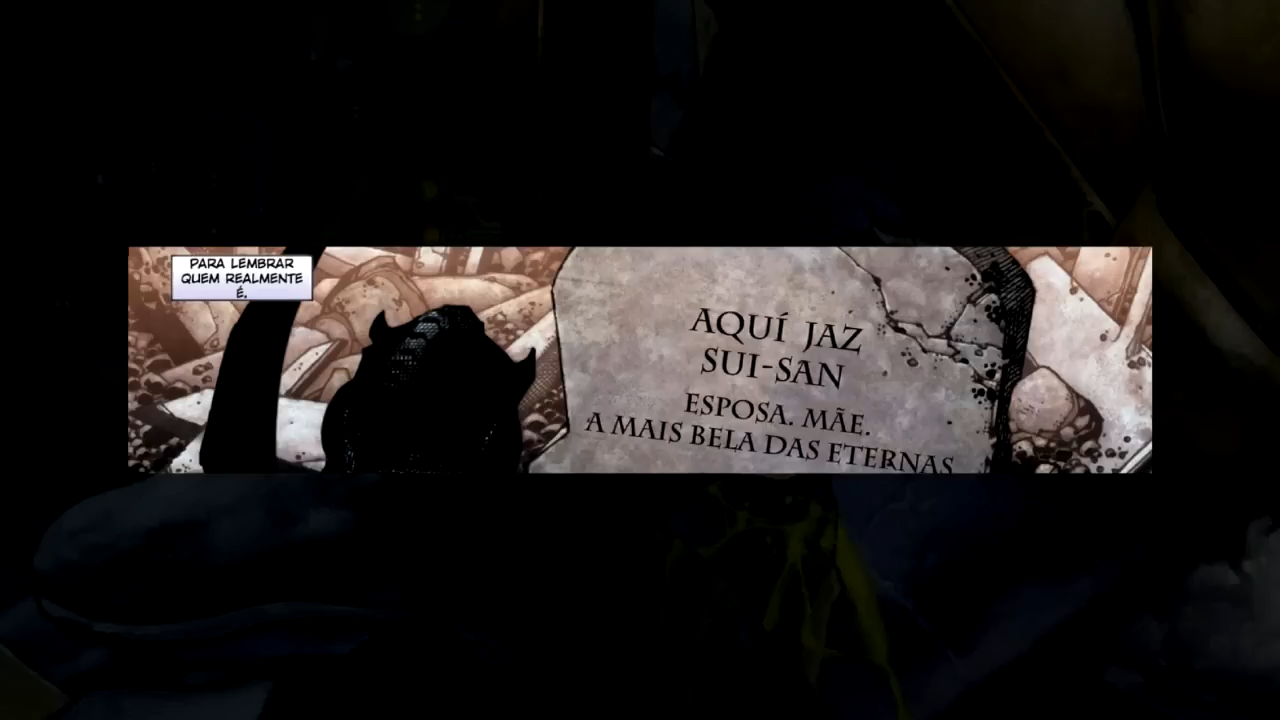 PARA LEMBRAR
QUEM REALMENTE
É.
AQUÍ JAZ
SUI-SAN
ESPOSA. MÃE.
A MAIS BELA DAS ETERNAS